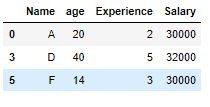 Name age Experience Salary
0 A 20 2 30000
3 D 40 5 32000
5 F 14 3 30000